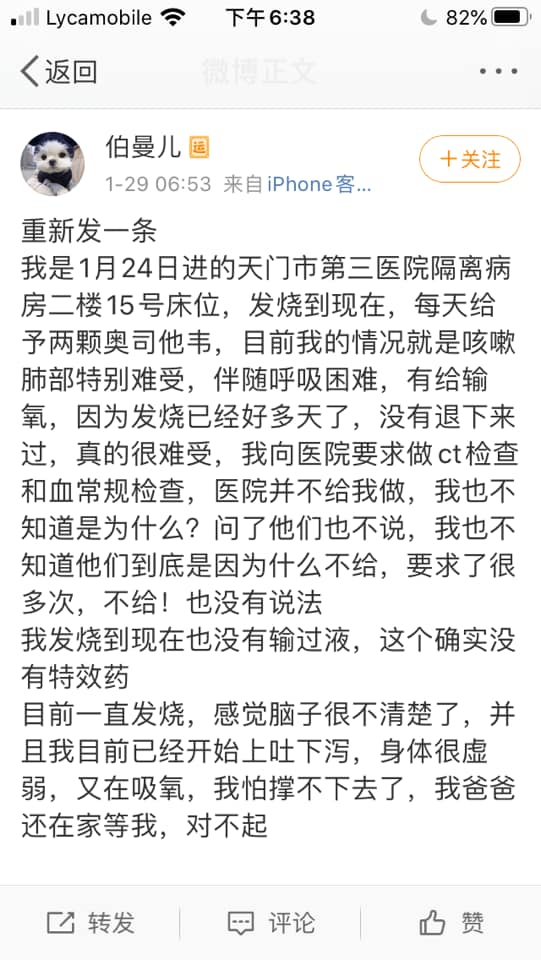 Lycamobile 下午6:38 82%
返回 微博正文
伯曼儿 运
+关注
1-29 06:53 来自iPhone客...
重新发一条
我是1月24日进的天门市第三医院隔离病
房二楼15号床位，发烧到现在，每天给
予两颗奥司他韦，目前我的情况就是咳嗽
肺部特别难受，伴随呼吸困难，有给输
氧，因为发烧已经好多天了，没有退下来
过，真的很难受，我向医院要求做ct检查
和血常规检查，医院并不给我做，我也不
知道是为什么？问了他们也不说，我也不
知道他们到底是因为什么不给，要求了很
多次，不给！也没有说法
我发烧到现在也没有输过液，这个确实没
有特效药
目前一直发烧，感觉脑子很不清楚了，并
且我目前已经开始上吐下泻，身体很虚
弱，又在吸氧，我怕撑不下去了，我爸爸
还在家等我，对不起
转发 评论 赞